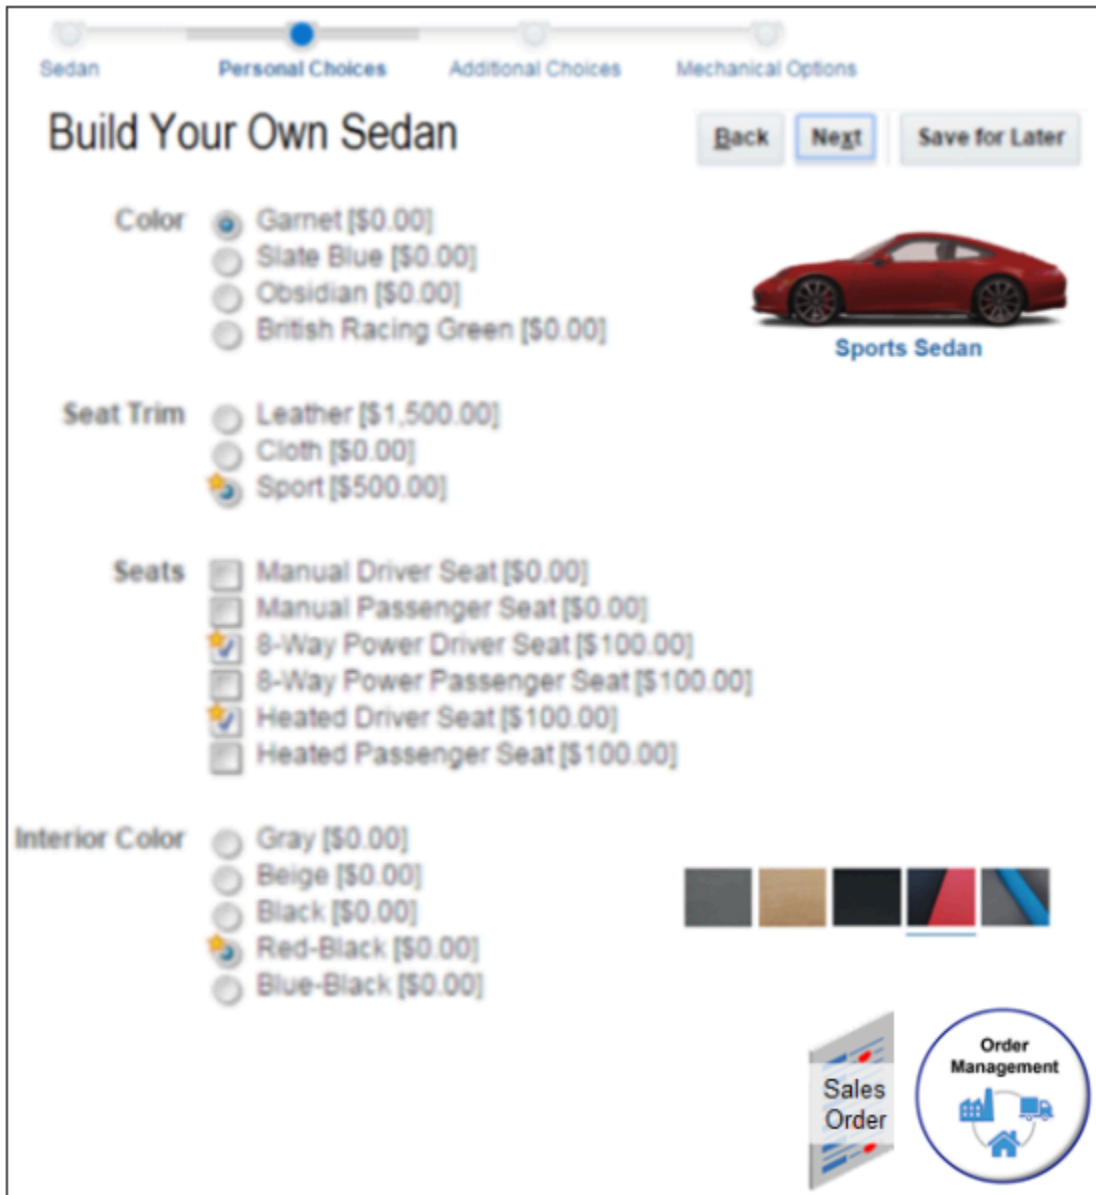 Sedan
Personal Choices
Additional Choices
Mechanical Options
Build Your Own Sedan
Back
Next
Save for Later
Color
Garnet [$0.00]
Slate Blue [$0.00]
Obsidian [$0.00]
British Racing Green [$0.00]
Sports Sedan
Seat Trim
Leather [$1,500.00]
Cloth [$0.00]
Sport [$500.00]
Seats
Manual Driver Seat [$0.00]
Manual Passenger Seat [$0.00]
8-Way Power Driver Seat [$100.00]
8-Way Power Passenger Seat [$100.00]
Heated Driver Seat [$100.00]
Heated Passenger Seat [$100.00]
Interior Color
Gray [$0.00]
Beige [$0.00]
Black [$0.00]
Red-Black [$0.00]
Blue-Black [$0.00]
Sales
Order
Order
Management